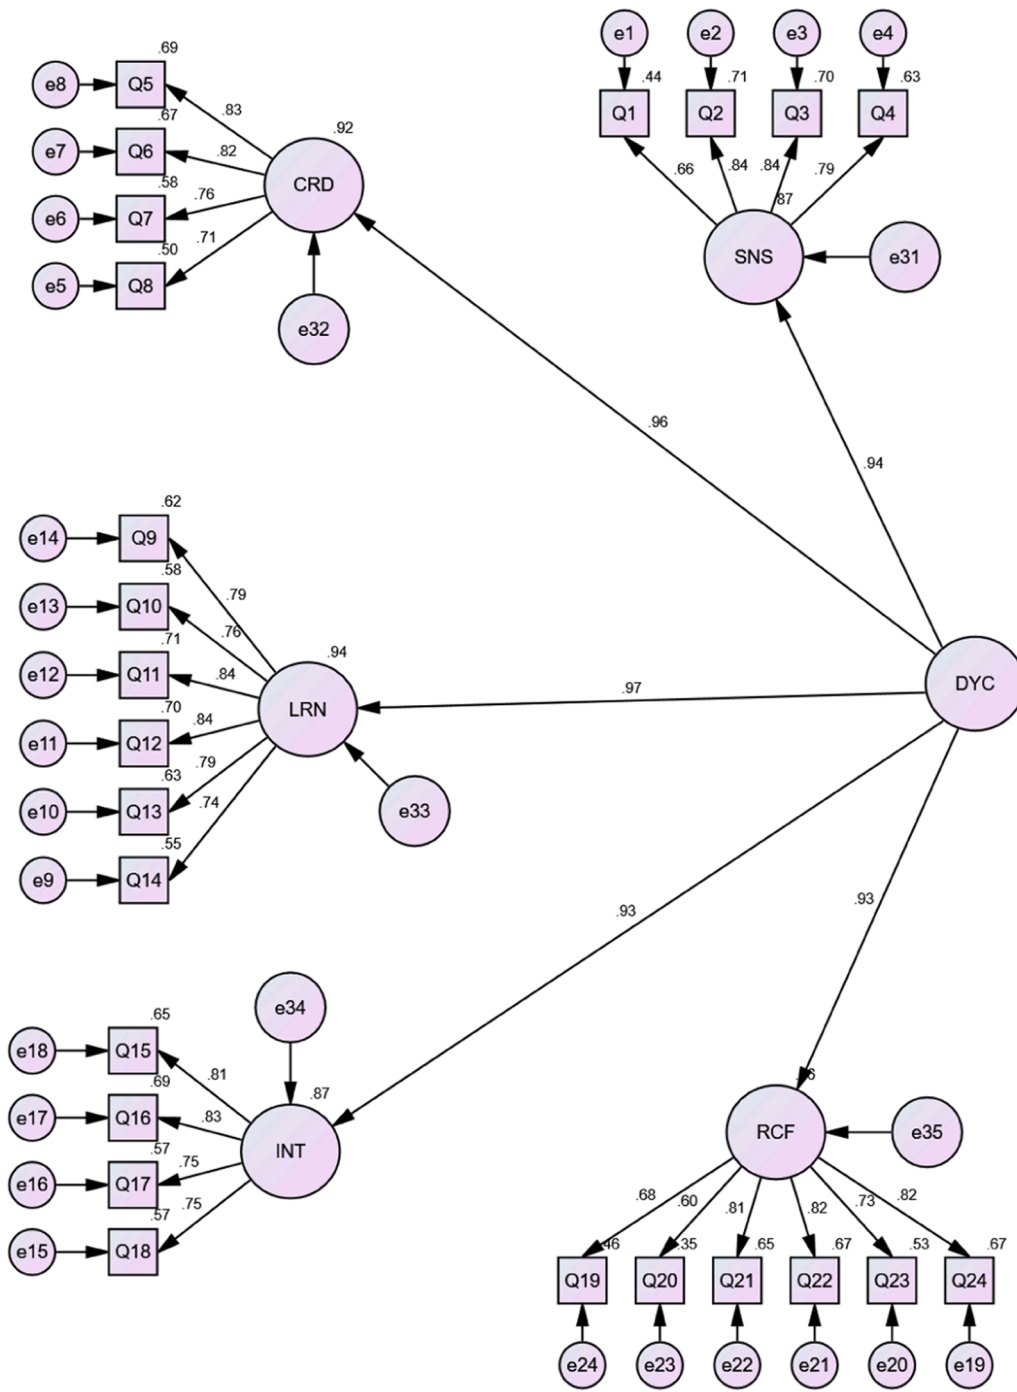 e1 e2 e3 e4
.44 .71 .70 .63
Q1 Q2 Q3 Q4
.66 .84 .84 .79
.87
SNS e31
.69
e8 Q5 .83
.67
e7 Q6 .82 .92
.58 CRD
e6 Q7 .76
.50 .71
e5 Q8
e32
.96
.94
.62
e14 Q9 .79
.58
e13 Q10 .76
.71 .94
e12 Q11 .84
.70 LRN .97 DYC
e11 Q12 .84
.63 .79
e10 Q13 .74 e33
.55
e9 Q14
.93 .93
e34
.65
e18 Q15 .81
.69 .87
e17 Q16 .83
.57 INT
e16 Q17 .75
.57 .75
e15 Q18
RCF e35
.68 .60 .81 .82 .73 .82
.46 .35 .65 .67 .53 .67
Q19 Q20 Q21 Q22 Q23 Q24
e24 e23 e22 e21 e20 e19